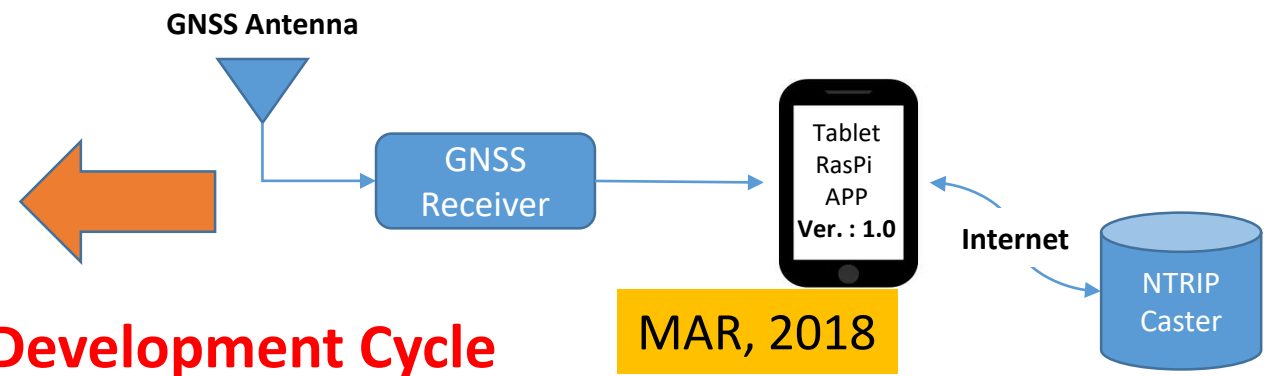 GNSS Antenna
GNSS
Receiver
Tablet
RasPi
APP
Ver. : 1.0
Internet
NTRIP
Caster
Development Cycle
MAR, 2018